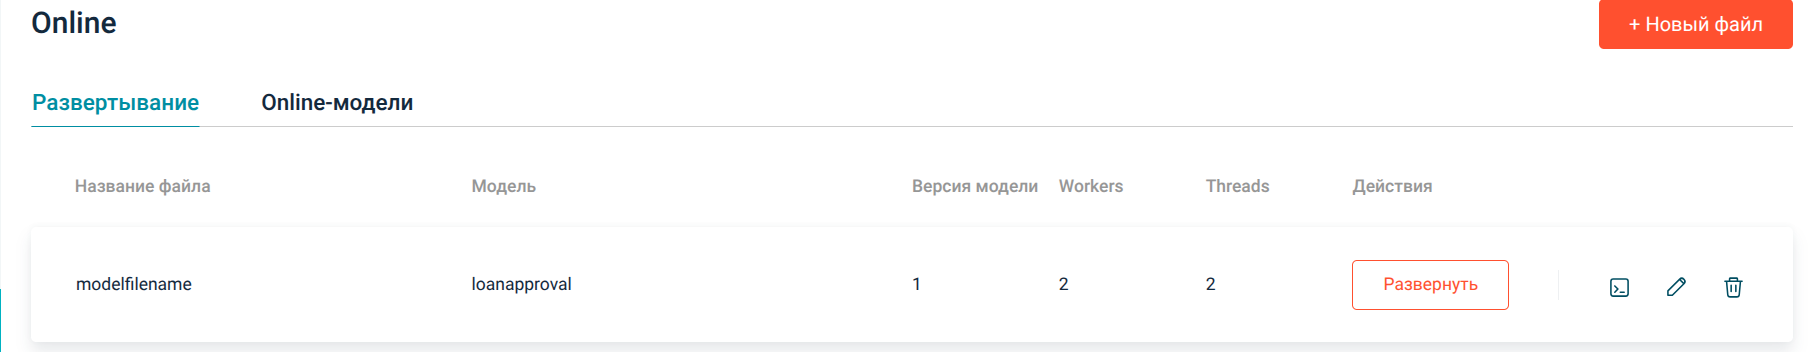 Online
+ Новый файл
Развертывание Online-модели
Название файла Модель Версия модели Workers Threads Действия
modelfilename loanapproval 1 2 2 Развернуть